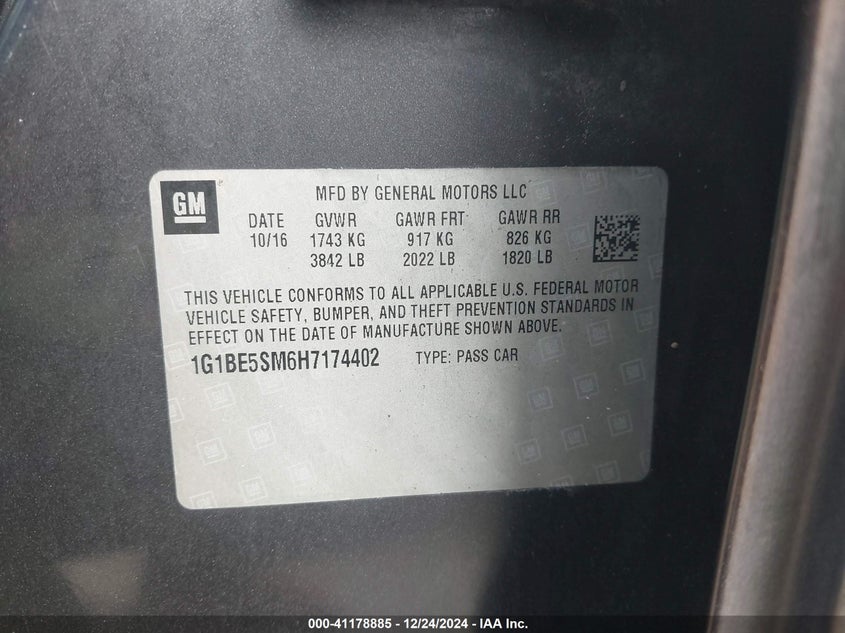 GM
MFD BY GENERAL MOTORS LLC
DATE GVWR GAWR FRT GAWR RR
10/16 1743 KG 917 KG 826 KG
3842 LB 2022 LB 1820 LB
THIS VEHICLE CONFORMS TO ALL APPLICABLE U.S. FEDERAL MOTOR
VEHICLE SAFETY, BUMPER, AND THEFT PREVENTION STANDARDS IN
EFFECT ON THE DATE OF MANUFACTURE SHOWN ABOVE.
1G1BE5SM6H7174402 TYPE: PASS CAR
000-41178885 - 12/24/2024 - IAA Inc.